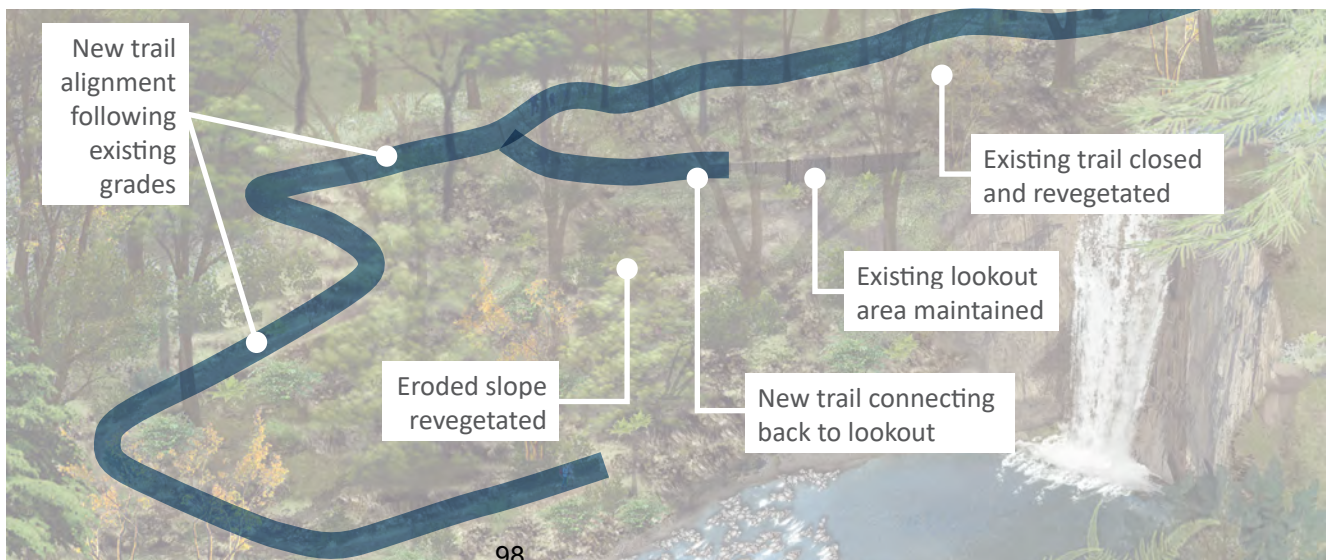 New trail
alignment
following
existing
grades
Existing trail closed
and revegetated
Existing lookout
area maintained
Eroded slope
revegetated
New trail connecting
back to lookout
98